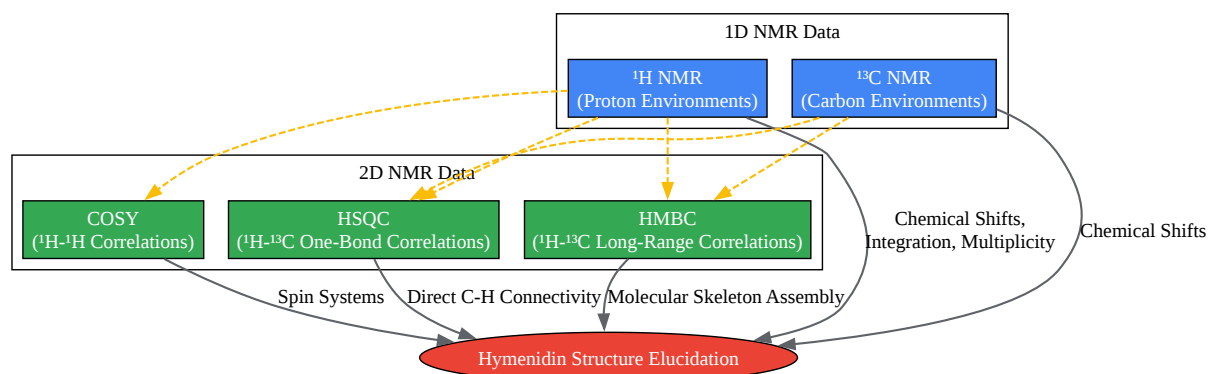 1D NMR Data
¹H NMR
(Proton Environments)
¹³C NMR
(Carbon Environments)
2D NMR Data
COSY
(¹H-¹H Correlations)
HSQC
(¹H-¹³C One-Bond Correlations)
HMBC
(¹H-¹³C Long-Range Correlations)
Chemical Shifts,
Integration, Multiplicity
Chemical Shifts
Spin Systems
Direct C-H Connectivity
Molecular Skeleton Assembly
Hymenidin Structure Elucidation